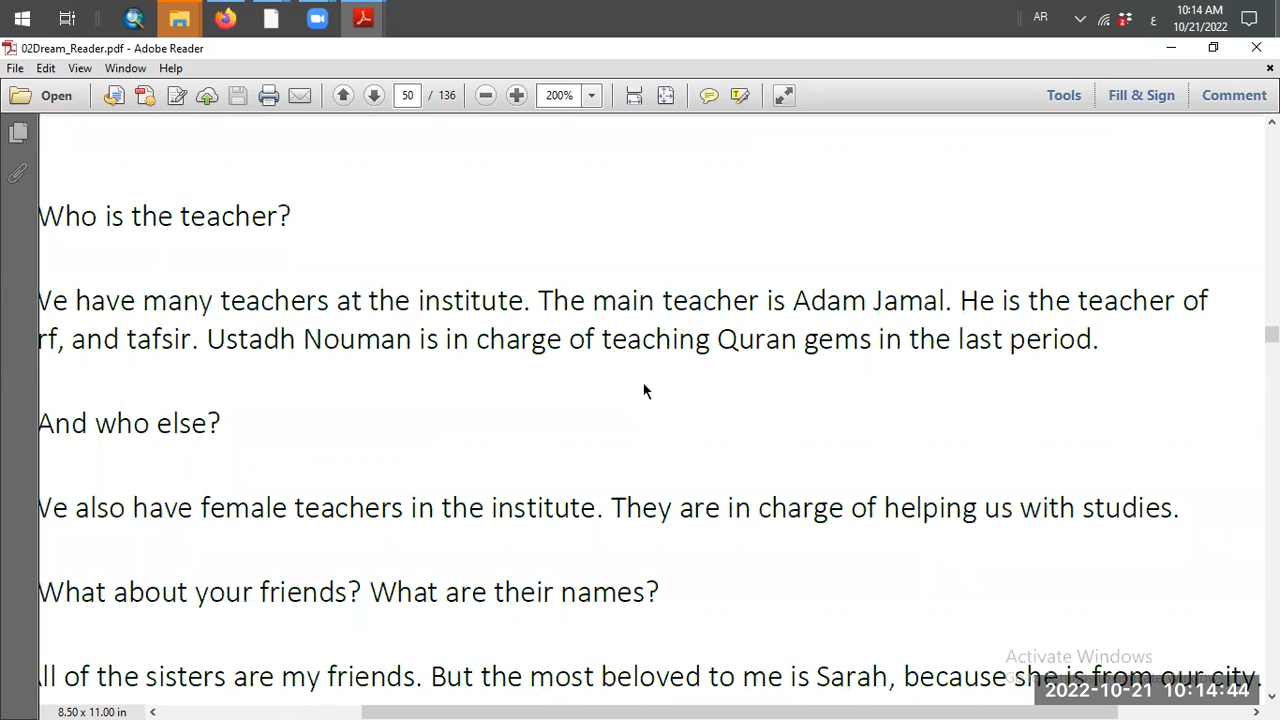 10:14 AM
AR
ع
10/21/2022
02Dream_Reader.pdf - Adobe Reader
File Edit View Window Help
Open 50 / 136 200% Tools Fill & Sign Comment
Who is the teacher?
Ve have many teachers at the institute. The main teacher is Adam Jamal. He is the teacher of
rf, and tafsir. Ustadh Nouman is in charge of teaching Quran gems in the last period.
And who else?
Ve also have female teachers in the institute. They are in charge of helping us with studies.
What about your friends? What are their names?
ll of the sisters are my friends. But the most beloved to me is Sarah, because she is from our city.
Activate Windows
2022-10-21 10:14:44
8.50 x 11.00 in